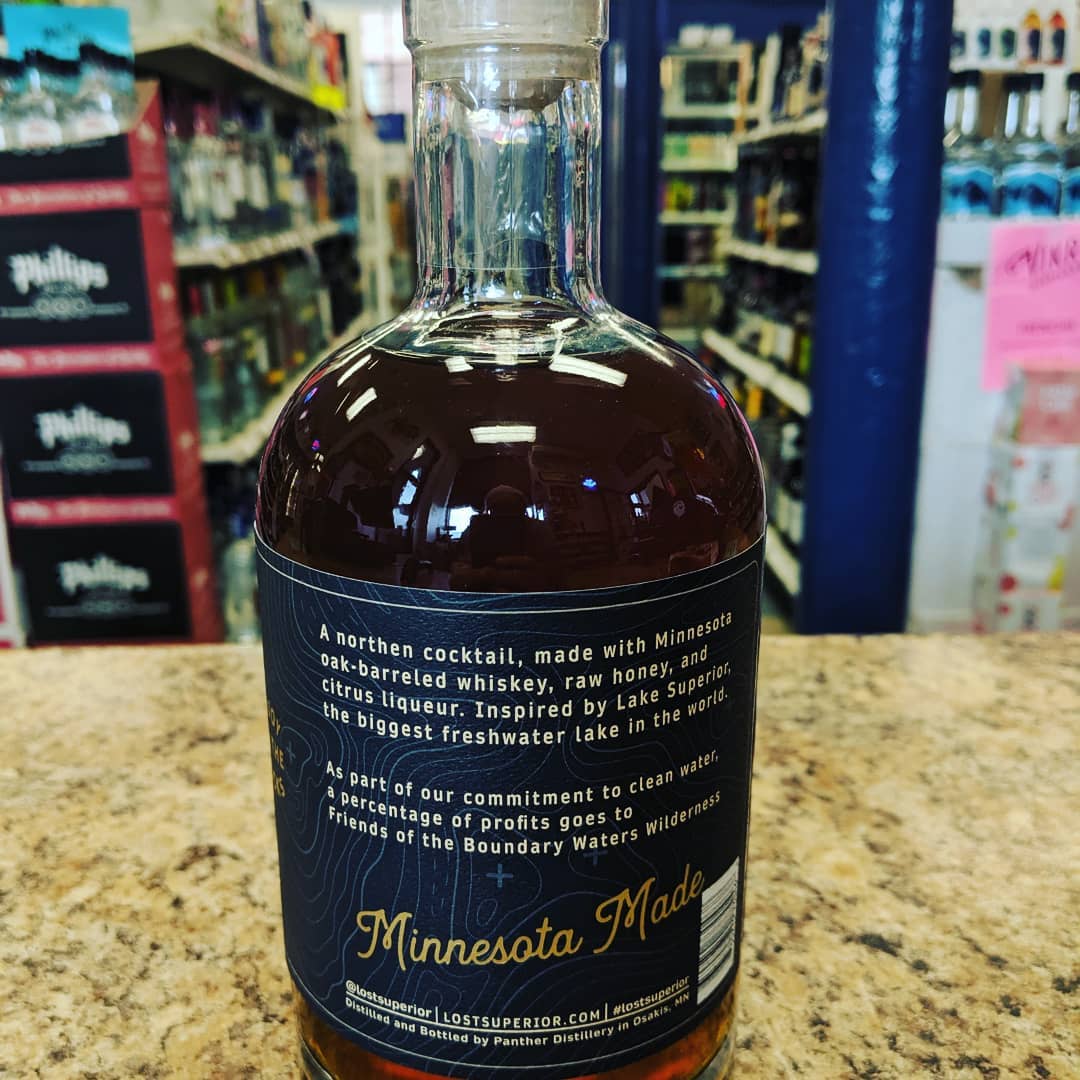 A northen cocktail, made with Minnesota
oak-barreled whiskey, raw honey, and
citrus liqueur. Inspired by Lake Superior,
the biggest freshwater lake in the world.
As part of our commitment to clean water,
a percentage of profits goes to
Friends of the Boundary Waters Wilderness
Minnesota Made
@lostsuperior | LOSTSUPERIOR.COM | #lostsuperior
Distilled and Bottled by Panther Distillery in Osakis, MN
Phillips
Phillips
Phillips